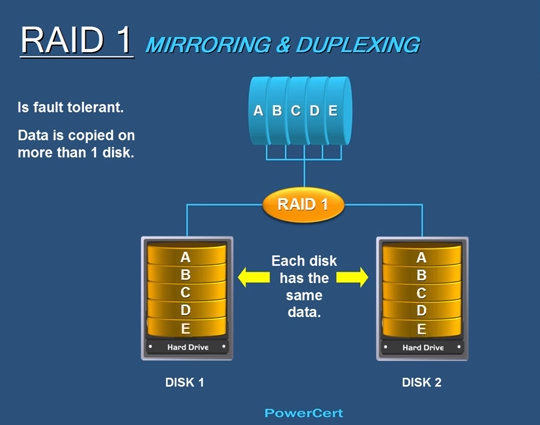 RAID 1 MIRRORING & DUPLEXING
Is fault tolerant.
Data is copied on
more than 1 disk.
A B C D E
RAID 1
Each disk
has the
same
data.
A
B
C
D
E
Hard Drive
DISK 1
A
B
C
D
E
Hard Drive
DISK 2
PowerCert